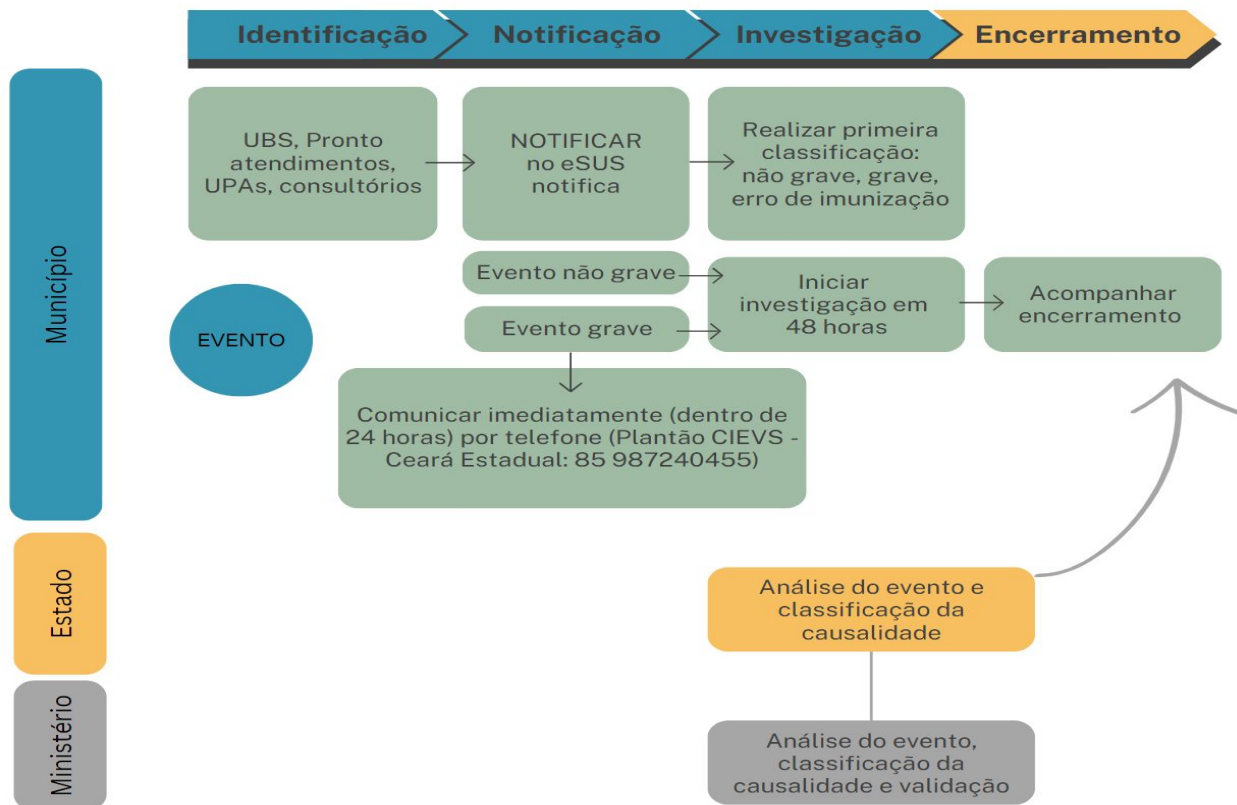 Identificação
Notificação
Investigação
Encerramento
Município
UBS, Pronto
atendimentos,
UPAs, consultórios
NOTIFICAR
no eSUS
notifica
Realizar primeira
classificação:
não grave, grave,
erro de imunização
EVENTO
Evento não grave
Evento grave
Iniciar
investigação em
48 horas
Acompanhar
encerramento
Comunicar imediatamente (dentro de
24 horas) por telefone (Plantão CIEVS -
Ceará Estadual: 85 987240455)
Estado
Análise do evento e
classificação da
causalidade
Ministério
Análise do evento,
classificação da
causalidade e validação